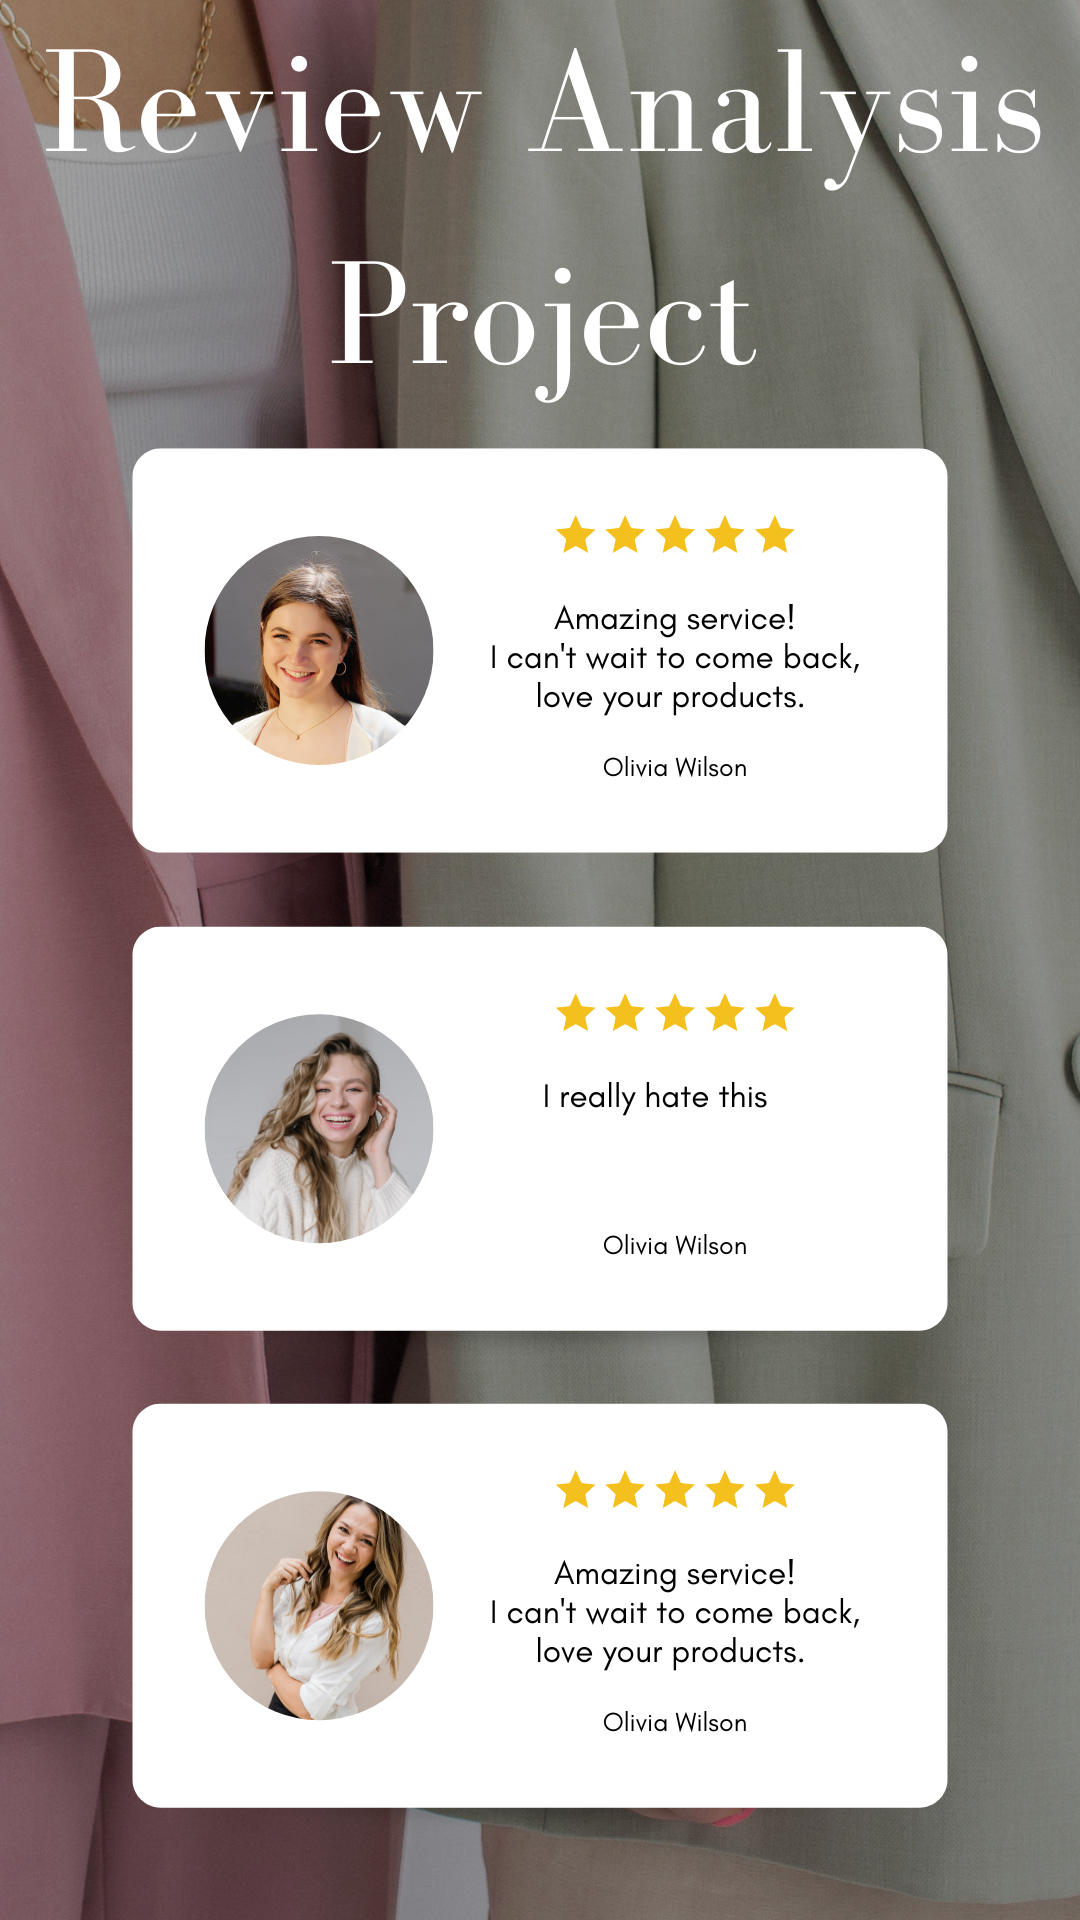 Review Analysis
Project
Amazing service!
I can't wait to come back,
love your products.
Olivia Wilson
I really hate this
Olivia Wilson
Amazing service!
I can't wait to come back,
love your products.
Olivia Wilson